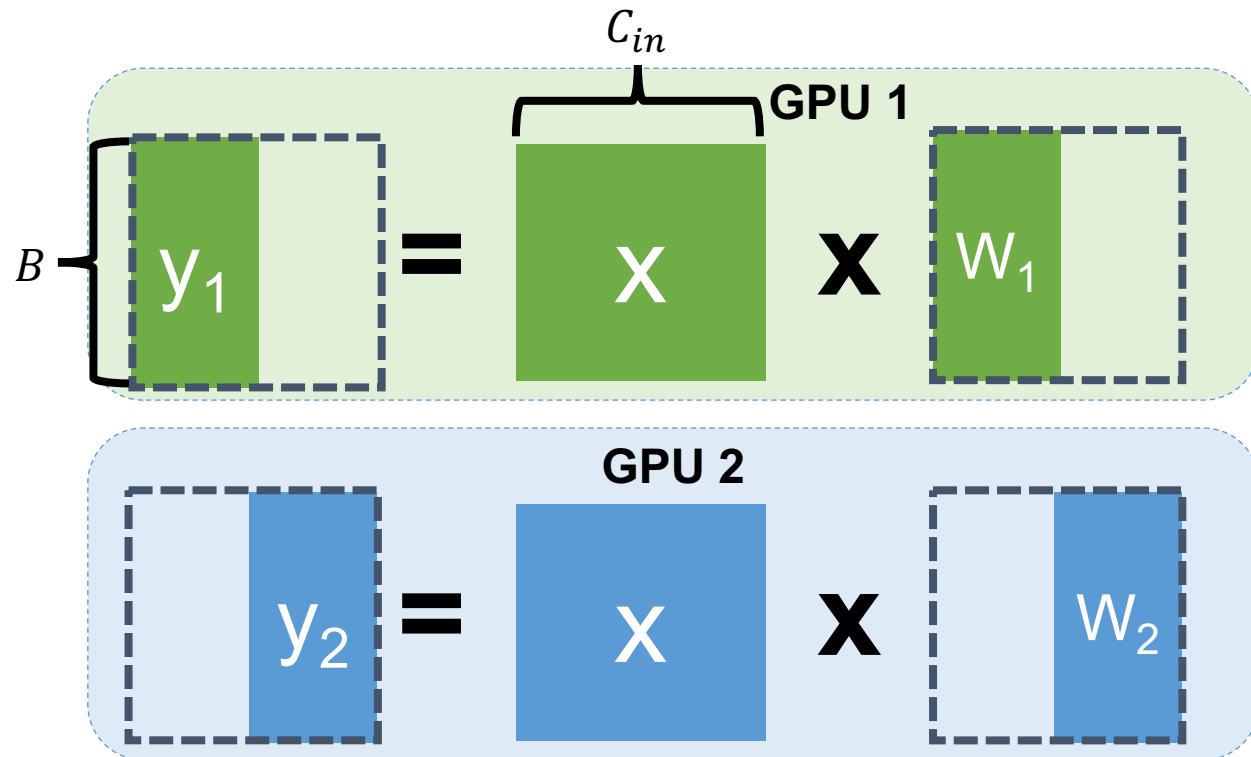 C_in
GPU 1
B
y_1 = x x W_1
GPU 2
y_2 = x x W_2